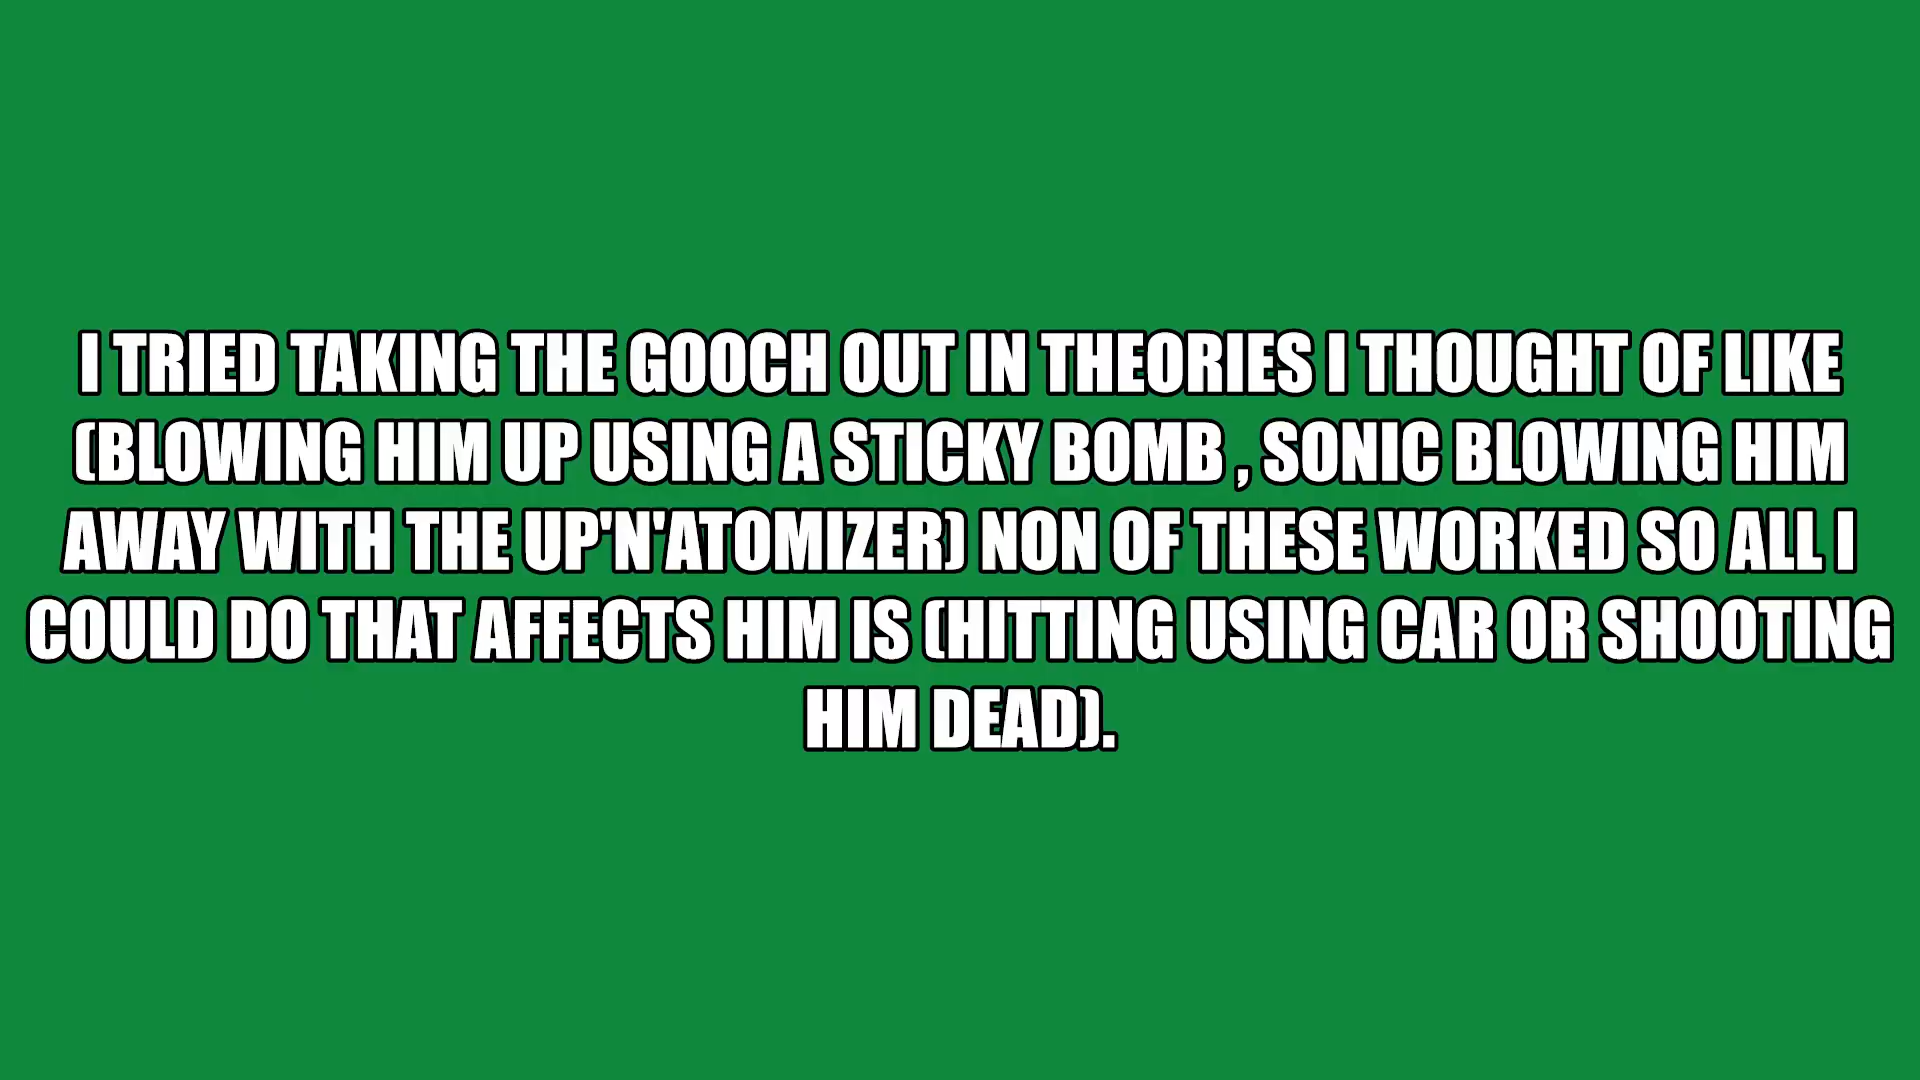 I TRIED TAKING THE GOOCH OUT IN THEORIES I THOUGHT OF LIKE
(BLOWING HIM UP USING A STICKY BOMB , SONIC BLOWING HIM
AWAY WITH THE UP'N'ATOMIZER) NON OF THESE WORKED SO ALL I
COULD DO THAT AFFECTS HIM IS (HITTING USING CAR OR SHOOTING
HIM DEAD).